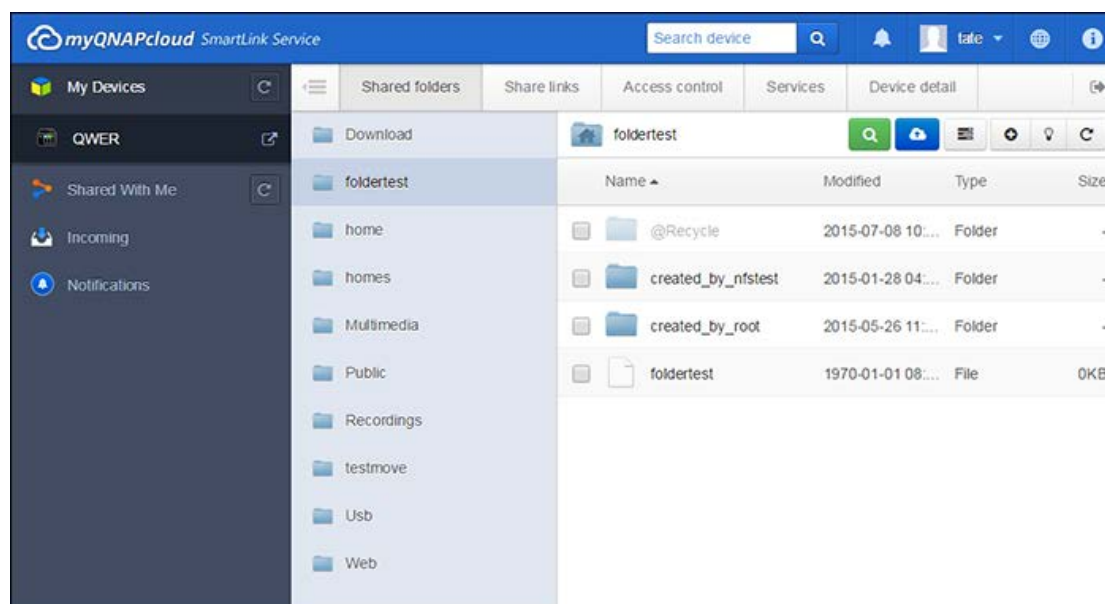 myQNAPcloud SmartLink Service
Search device
tate
My Devices
Shared folders
Share links
Access control
Services
Device detail
QWER
Download
foldertest
foldertest
Name
Modified
Type
Size
Shared With Me
home
@Recycle
2015-07-08 10:...
Folder
-
Incoming
homes
created_by_nfstest
2015-01-28 04:...
Folder
-
Notifications
Multimedia
created_by_root
2015-05-26 11:...
Folder
-
Public
foldertest
1970-01-01 08:...
File
0KB
Recordings
testmove
Usb
Web